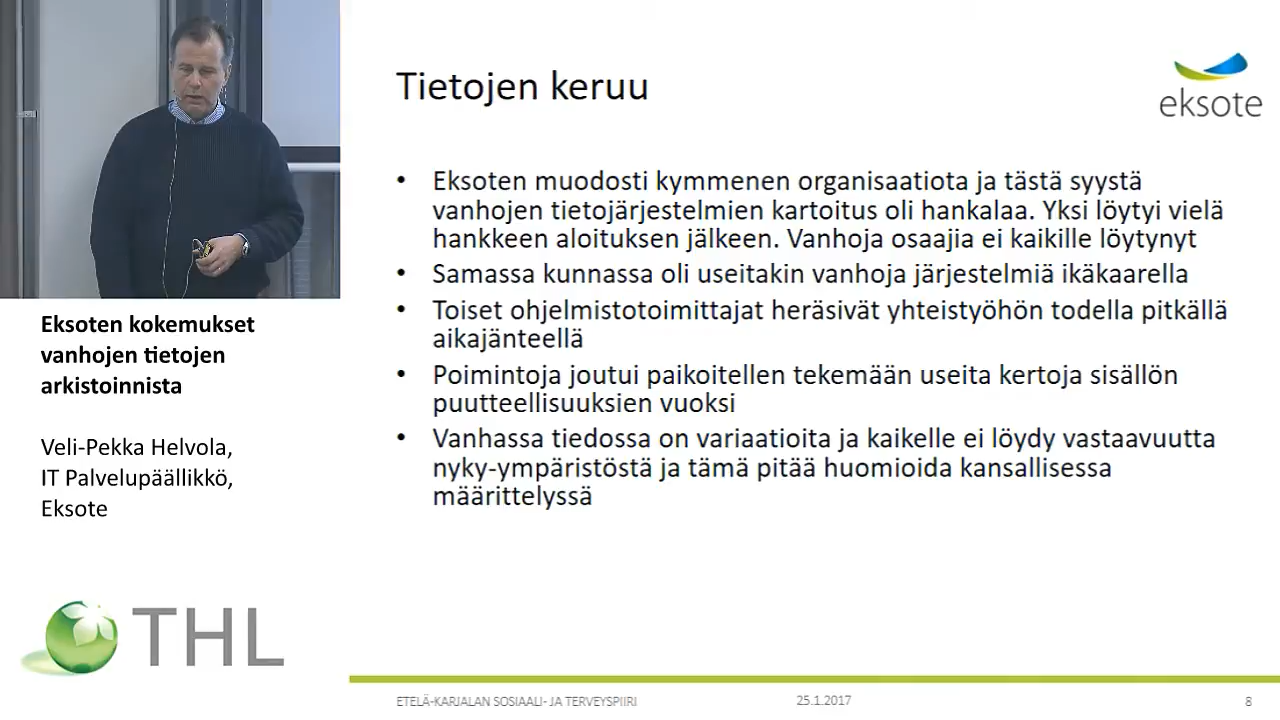 Tietojen keruu
eksote
• Eksoten muodosti kymmenen organisaatiota ja tästä syystä
vanhojen tietojärjestelmien kartoitus oli hankalaa. Yksi löytyi vielä
hankkeen aloituksen jälkeen. Vanhoja osaajia ei kaikille löytynyt
• Samassa kunnassa oli useitakin vanhoja järjestelmiä ikäkaarella
• Toiset ohjelmistotoimittajat heräsivät yhteistyöhön todella pitkällä
aikajänteellä
• Poimintoja joutui paikoitellen tekemään useita kertoja sisällön
puutteellisuuksien vuoksi
• Vanhassa tiedossa on variaatioita ja kaikelle ei löydy vastaavuutta
nyky-ympäristöstä ja tämä pitää huomioida kansallisessa
määrittelyssä
Eksoten kokemukset
vanhojen tietojen
arkistoinnista
Veli-Pekka Helvola,
IT Palvelupäällikkö,
Eksote
THL
ETELÄ-KARJALAN SOSIAALI- JA TERVEYSPIIRI
25.1.2017
8